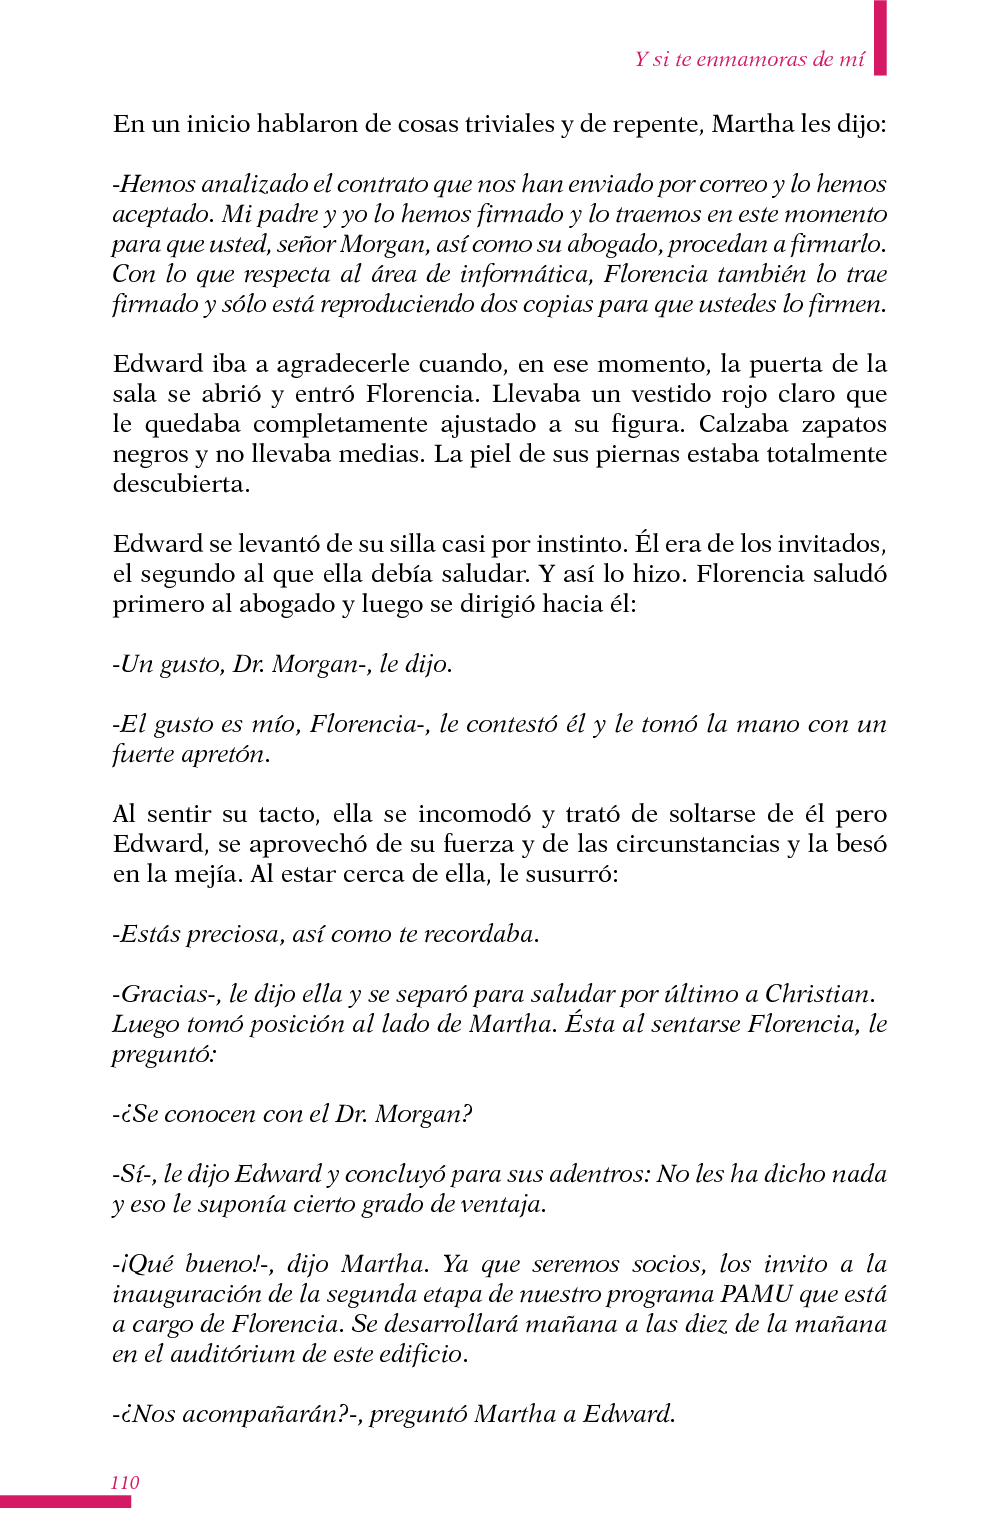 Y si te enmamoras de mí
En un inicio hablaron de cosas triviales y de repente, Martha les dijo:
-Hemos analizado el contrato que nos han enviado por correo y lo hemos
aceptado. Mi padre y yo lo hemos firmado y lo traemos en este momento
para que usted, señor Morgan, así como su abogado, procedan a firmarlo.
Con lo que respecta al área de informática, Florencia también lo trae
firmado y sólo está reproduciendo dos copias para que ustedes lo firmen.
Edward iba a agradecerle cuando, en ese momento, la puerta de la
sala se abrió y entró Florencia. Llevaba un vestido rojo claro que
le quedaba completamente ajustado a su figura. Calzaba zapatos
negros y no llevaba medias. La piel de sus piernas estaba totalmente
descubierta.
Edward se levantó de su silla casi por instinto. Él era de los invitados,
el segundo al que ella debía saludar. Y así lo hizo. Florencia saludó
primero al abogado y luego se dirigió hacia él:
-Un gusto, Dr. Morgan-, le dijo.
-El gusto es mío, Florencia-, le contestó él y le tomó la mano con un
fuerte apretón.
Al sentir su tacto, ella se incomodó y trató de soltarse de él pero
Edward, se aprovechó de su fuerza y de las circunstancias y la besó
en la mejía. Al estar cerca de ella, le susurró:
-Estás preciosa, así como te recordaba.
-Gracias-, le dijo ella y se separó para saludar por último a Christian.
Luego tomó posición al lado de Martha. Ésta al sentarse Florencia, le
preguntó:
-¿Se conocen con el Dr. Morgan?
-Sí-, le dijo Edward y concluyó para sus adentros: No les ha dicho nada
y eso le suponía cierto grado de ventaja.
-¡Qué bueno!-, dijo Martha. Ya que seremos socios, los invito a la
inauguración de la segunda etapa de nuestro programa PAMU que está
a cargo de Florencia. Se desarrollará mañana a las diez de la mañana
en el auditórium de este edificio.
-¿Nos acompañarán?-, preguntó Martha a Edward.
110